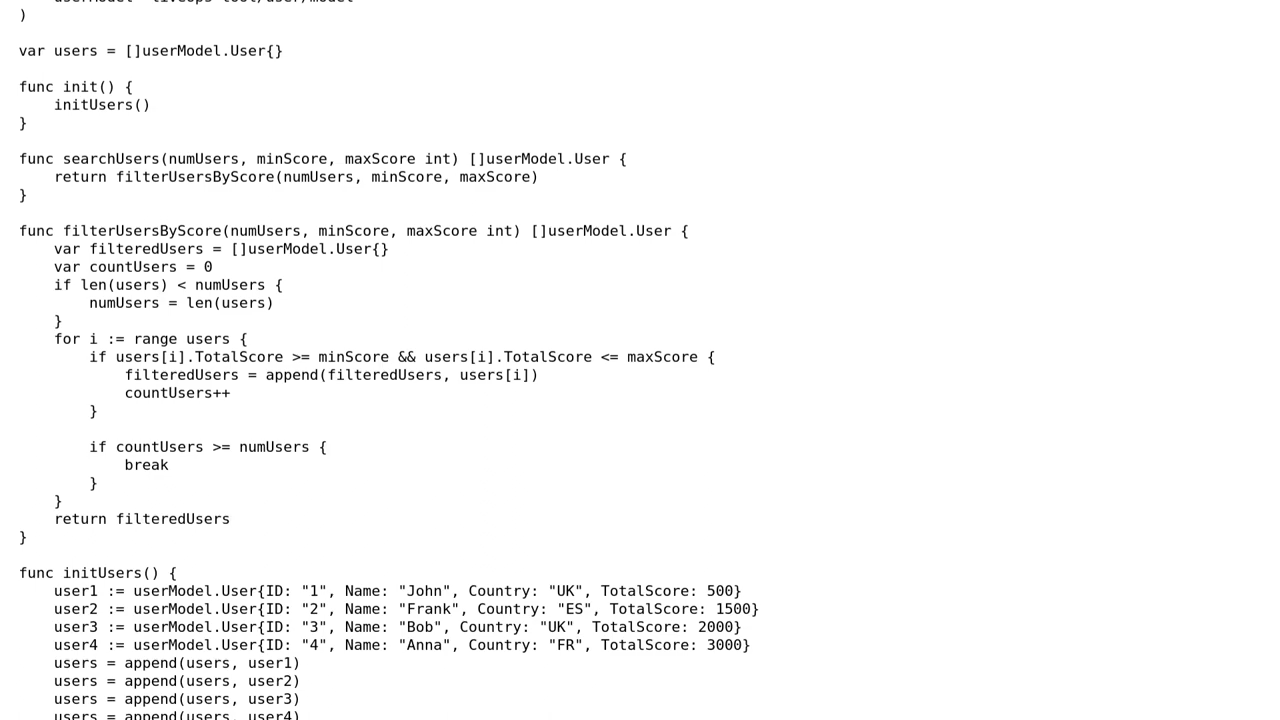 )
var users = []userModel.User{}
func init() {
    initUsers()
}
func searchUsers(numUsers, minScore, maxScore int) []userModel.User {
    return filterUsersByScore(numUsers, minScore, maxScore)
}
func filterUsersByScore(numUsers, minScore, maxScore int) []userModel.User {
    var filteredUsers = []userModel.User{}
    var countUsers = 0
    if len(users) < numUsers {
        numUsers = len(users)
    }
    for i := range users {
        if users[i].TotalScore >= minScore && users[i].TotalScore <= maxScore {
            filteredUsers = append(filteredUsers, users[i])
            countUsers++
        }
        if countUsers >= numUsers {
            break
        }
    }
    return filteredUsers
}
func initUsers() {
    user1 := userModel.User{ID: "1", Name: "John", Country: "UK", TotalScore: 500}
    user2 := userModel.User{ID: "2", Name: "Frank", Country: "ES", TotalScore: 1500}
    user3 := userModel.User{ID: "3", Name: "Bob", Country: "UK", TotalScore: 2000}
    user4 := userModel.User{ID: "4", Name: "Anna", Country: "FR", TotalScore: 3000}
    users = append(users, user1)
    users = append(users, user2)
    users = append(users, user3)
    users = append(users, user4)